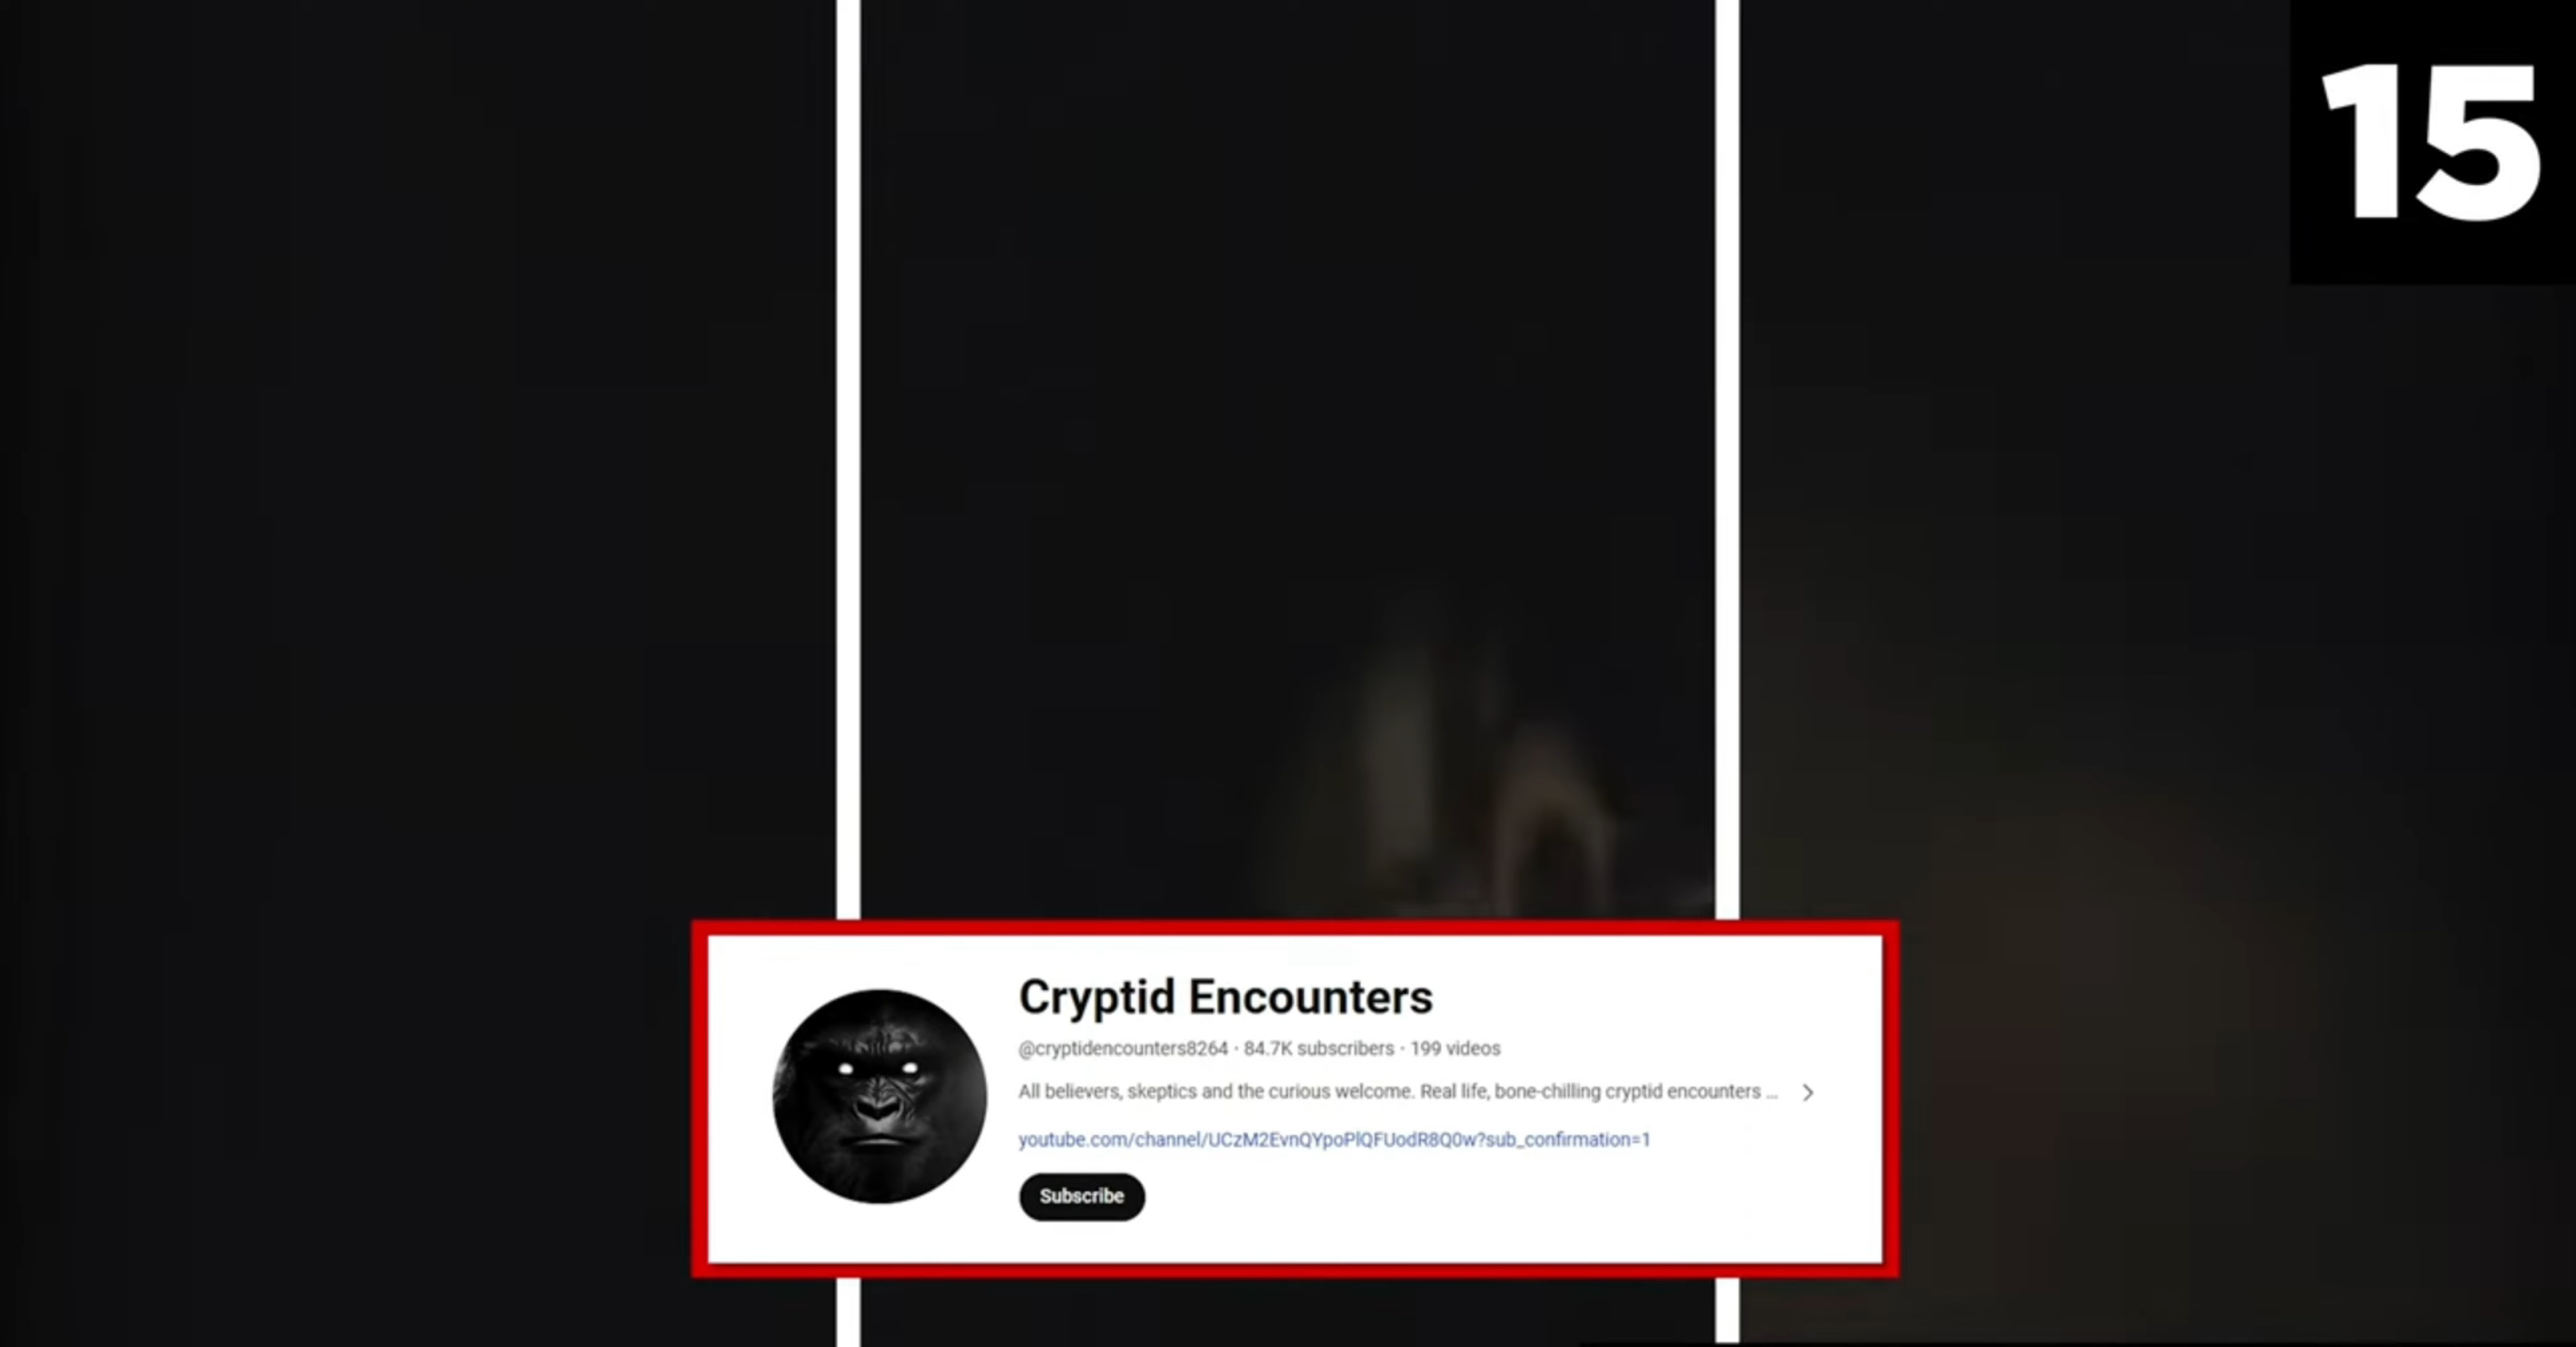 15
Cryptid Encounters
@cryptidencounters8264 · 84.7K subscribers · 199 videos
All believers, skeptics and the curious welcome. Real life, bone-chilling cryptid encounters ...
youtube.com/channel/UCzM2EvnQYpoPlQFUodR8Q0w?sub_confirmation=1
Subscribe